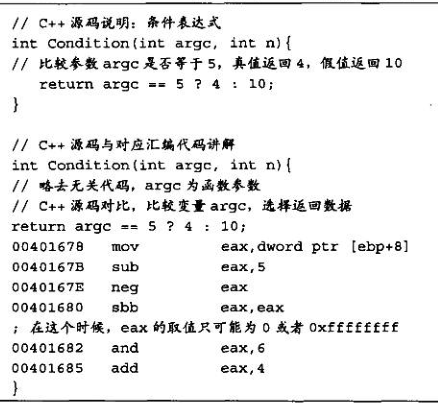 // C++ 源码说明：条件表达式
int Condition(int argc, int n){
// 比较参数 argc 是否等于 5，真值返回 4，假值返回 10
return argc == 5 ? 4 : 10;
}
// C++ 源码与对应汇编代码讲解
int Condition(int argc, int n){
// 略去无关代码，argc 为函数参数
// C++ 源码对比，比较变量 argc，选择返回数据
return argc == 5 ? 4 : 10;
00401678 mov eax,dword ptr [ebp+8]
0040167B sub eax,5
0040167E neg eax
00401680 sbb eax,eax
; 在这个时候，eax 的取值只可能为 0 或者 0xffffffff
00401682 and eax,6
00401685 add eax,4
}